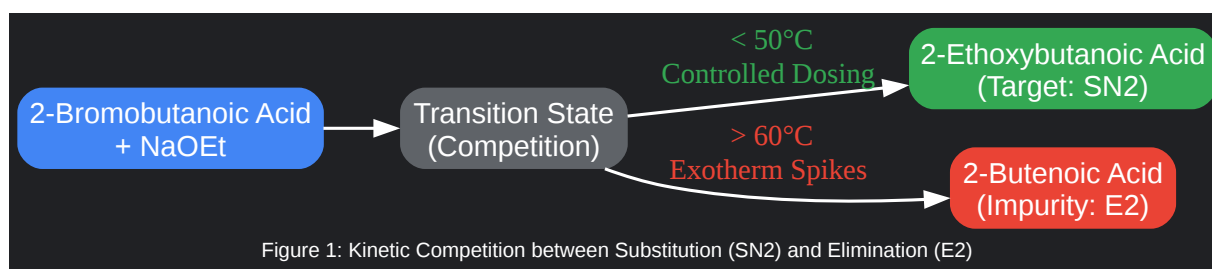 2-Bromobutanoic Acid
+ NaOEt
Transition State
(Competition)
< 50°C
Controlled Dosing
> 60°C
Exotherm Spikes
2-Ethoxybutanoic Acid
(Target: SN2)
2-Butenoic Acid
(Impurity: E2)
Figure 1: Kinetic Competition between Substitution (SN2) and Elimination (E2)